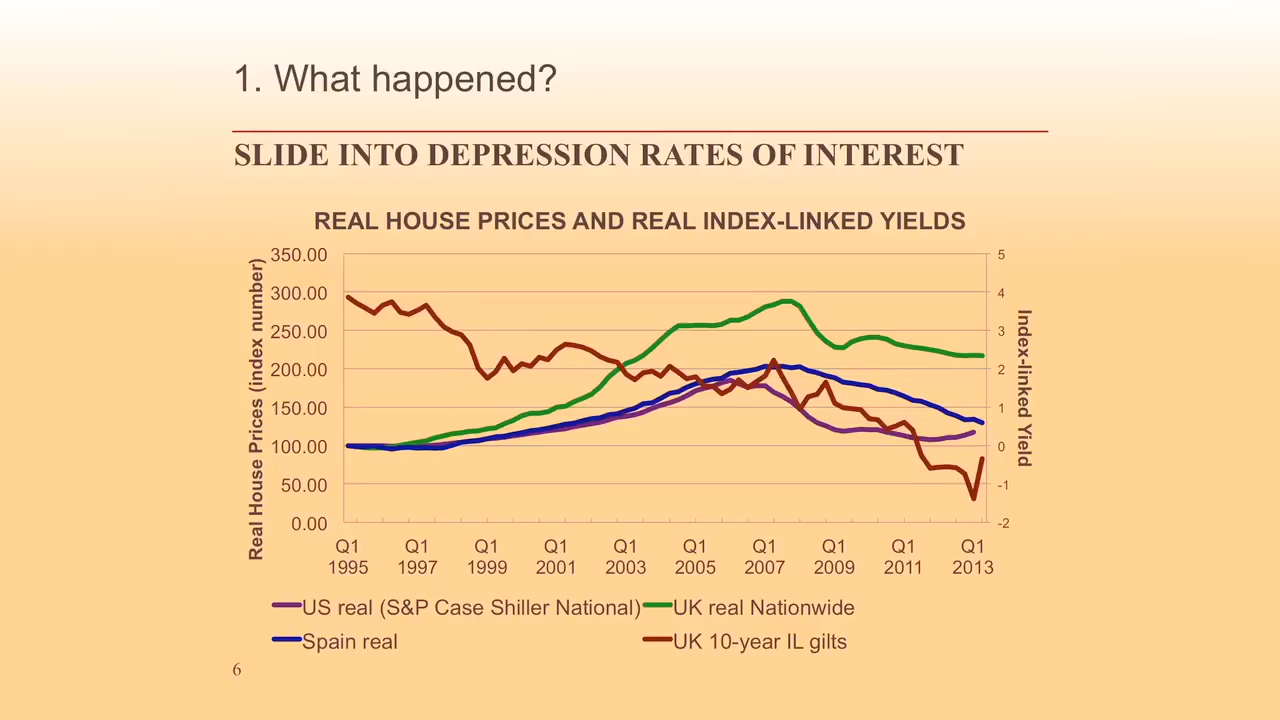 1. What happened?
SLIDE INTO DEPRESSION RATES OF INTEREST
REAL HOUSE PRICES AND REAL INDEX-LINKED YIELDS
Real House Prices (index number)
350.00
300.00
250.00
200.00
150.00
100.00
50.00
0.00
5
4
3
2
1
0
-1
-2
Index-linked Yield
Q1 Q1 Q1 Q1 Q1 Q1 Q1 Q1 Q1 Q1
1995 1997 1999 2001 2003 2005 2007 2009 2011 2013
US real (S&P Case Shiller National) UK real Nationwide
Spain real UK 10-year IL gilts
6